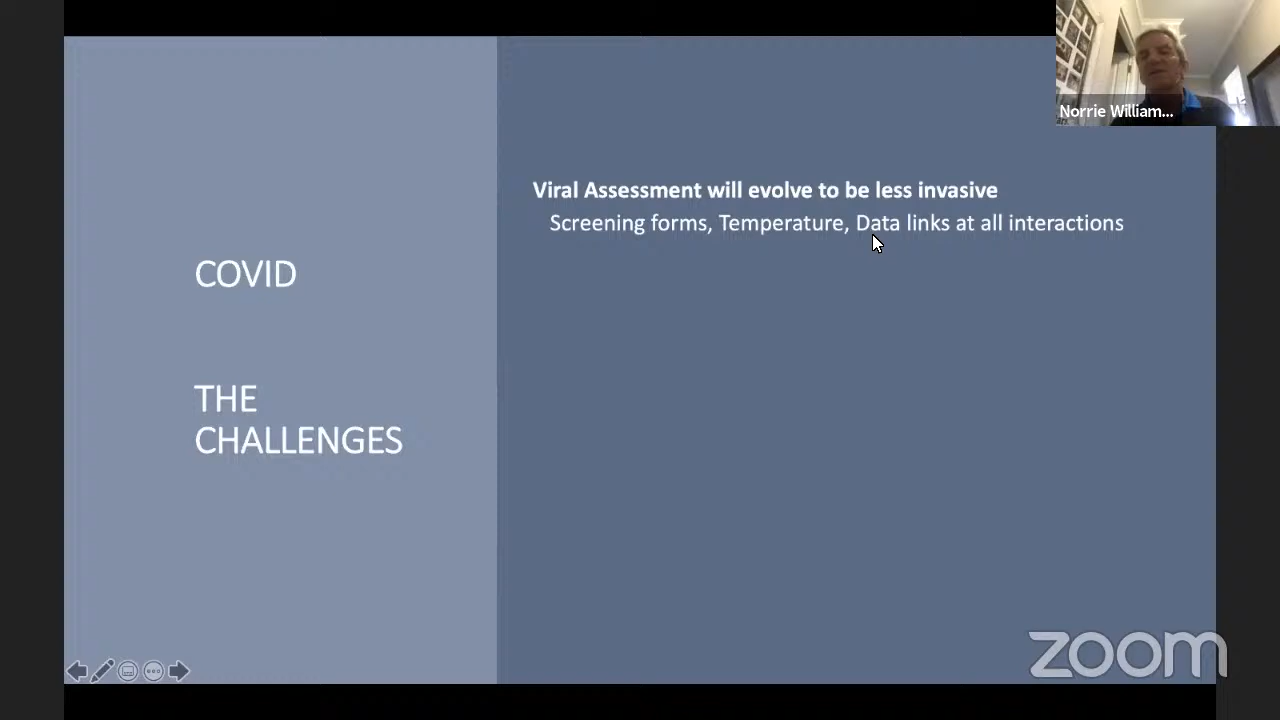 Norrie William...
Viral Assessment will evolve to be less invasive
Screening forms, Temperature, Data links at all interactions
COVID
THE
CHALLENGES
zoom